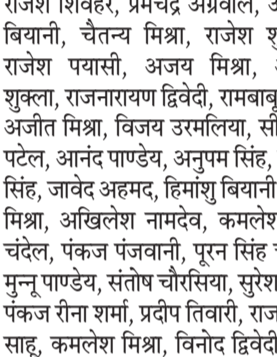 राजेश शिवहरे, प्रेमचंद्र अग्रवाल,
बियानी, चैतन्य मिश्रा, राजेश
राजेश पयासी, अजय मिश्रा,
शुक्ला, राजनारायण द्विवेदी, रामबाबू
अजीत मिश्रा, विजय उरमलिया,
पटेल, आनंद पाण्डेय, अनुपम सिंह,
सिंह, जावेद अहमद, हिमांशु बियानी
मिश्रा, अखिलेश नामदेव, कमलेश
चंदेल, पंकज पंजवानी, पूरन सिंह
मुन्नू पाण्डेय, संतोष चौरसिया, सुरेश
पंकज रीना शर्मा, प्रदीप तिवारी, राज
साहू, कमलेश मिश्रा, विनोद द्विवेदी